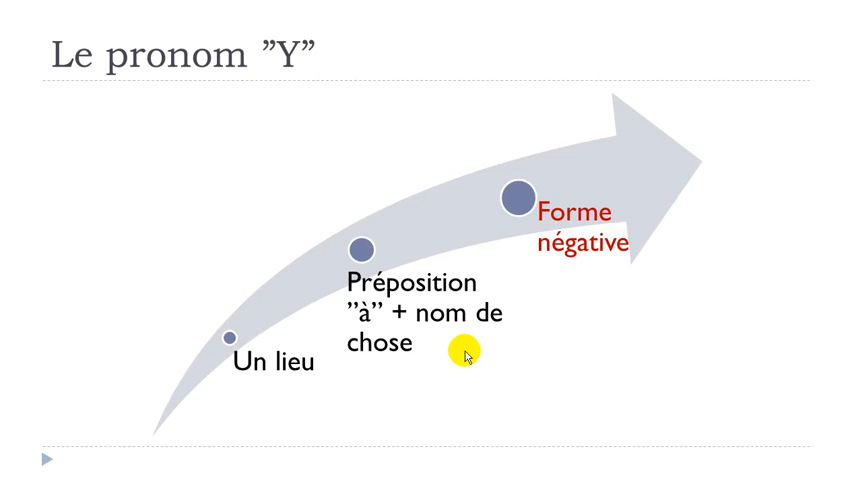 Le pronom ”Y”
Forme
négative
Préposition
”à” + nom de
chose
Un lieu